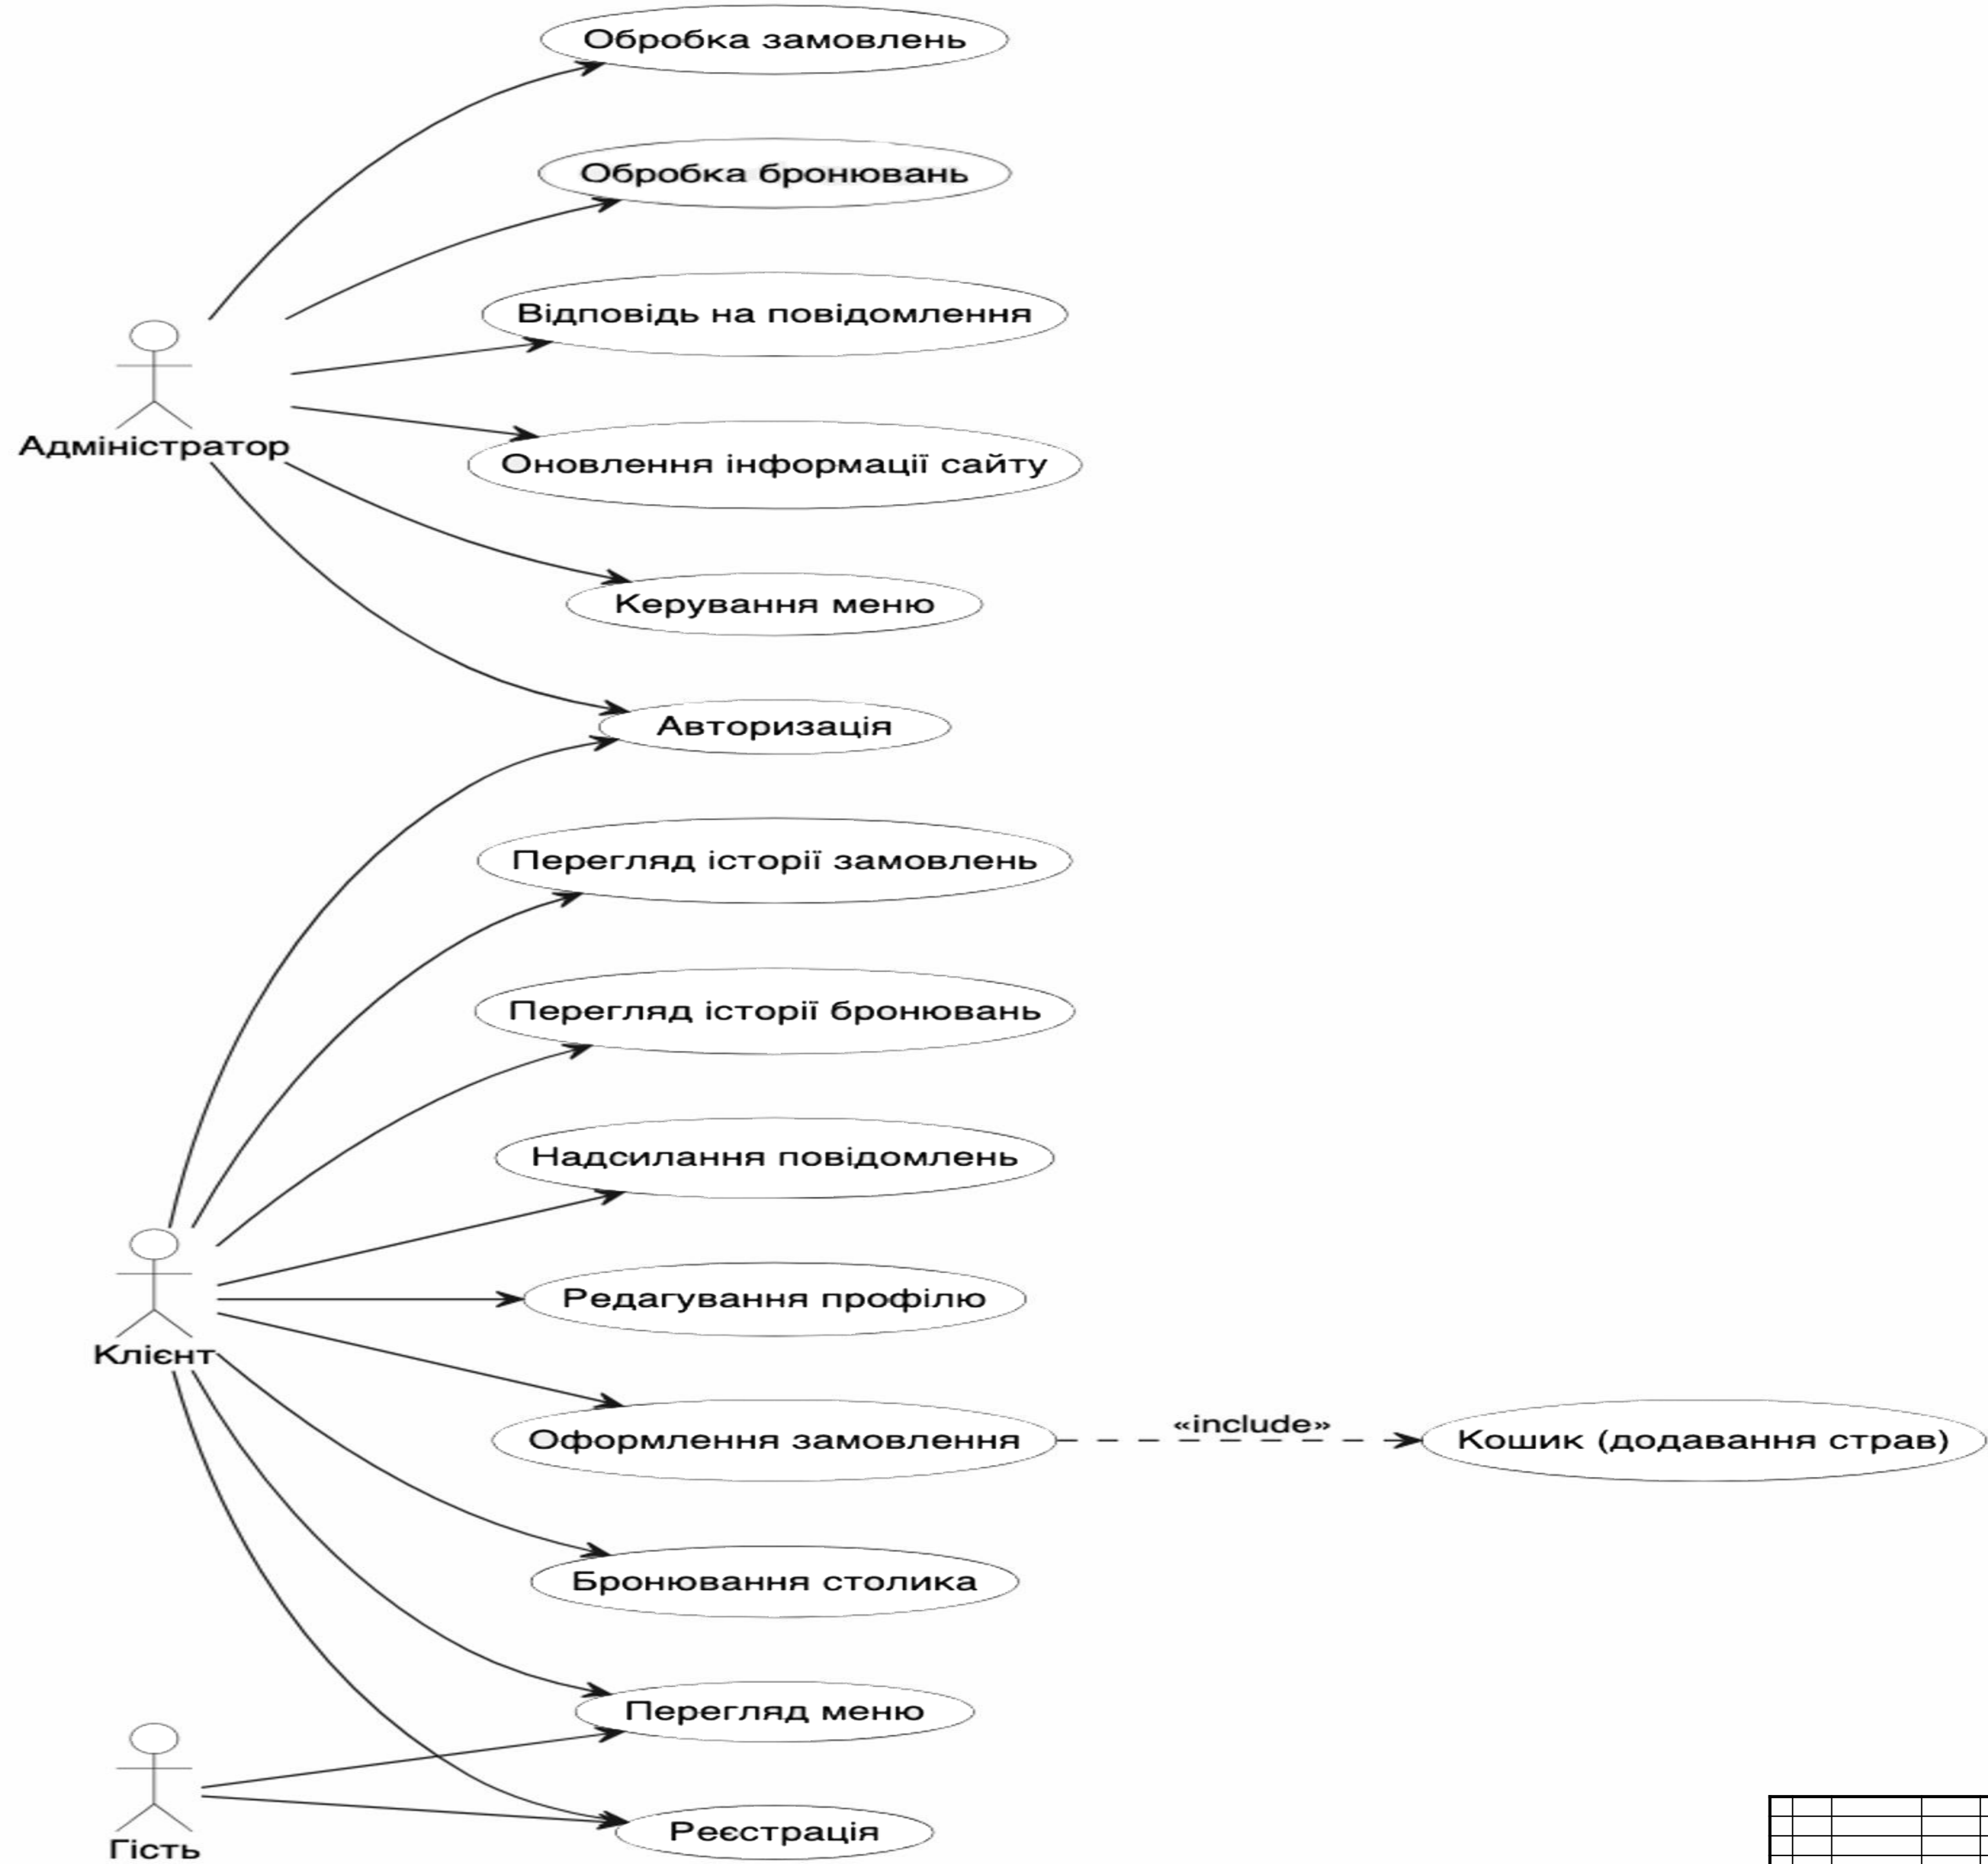 Обробка замовлень
Обробка бронювань
Відповідь на повідомлення
Адміністратор
Оновлення інформації сайту
Керування меню
Авторизація
Перегляд історії замовлень
Перегляд історії бронювань
Надсилання повідомлень
Редагування профілю
Клієнт
Оформлення замовлення
«include»
Кошик (додавання страв)
Бронювання столика
Перегляд меню
Реєстрація
Гість